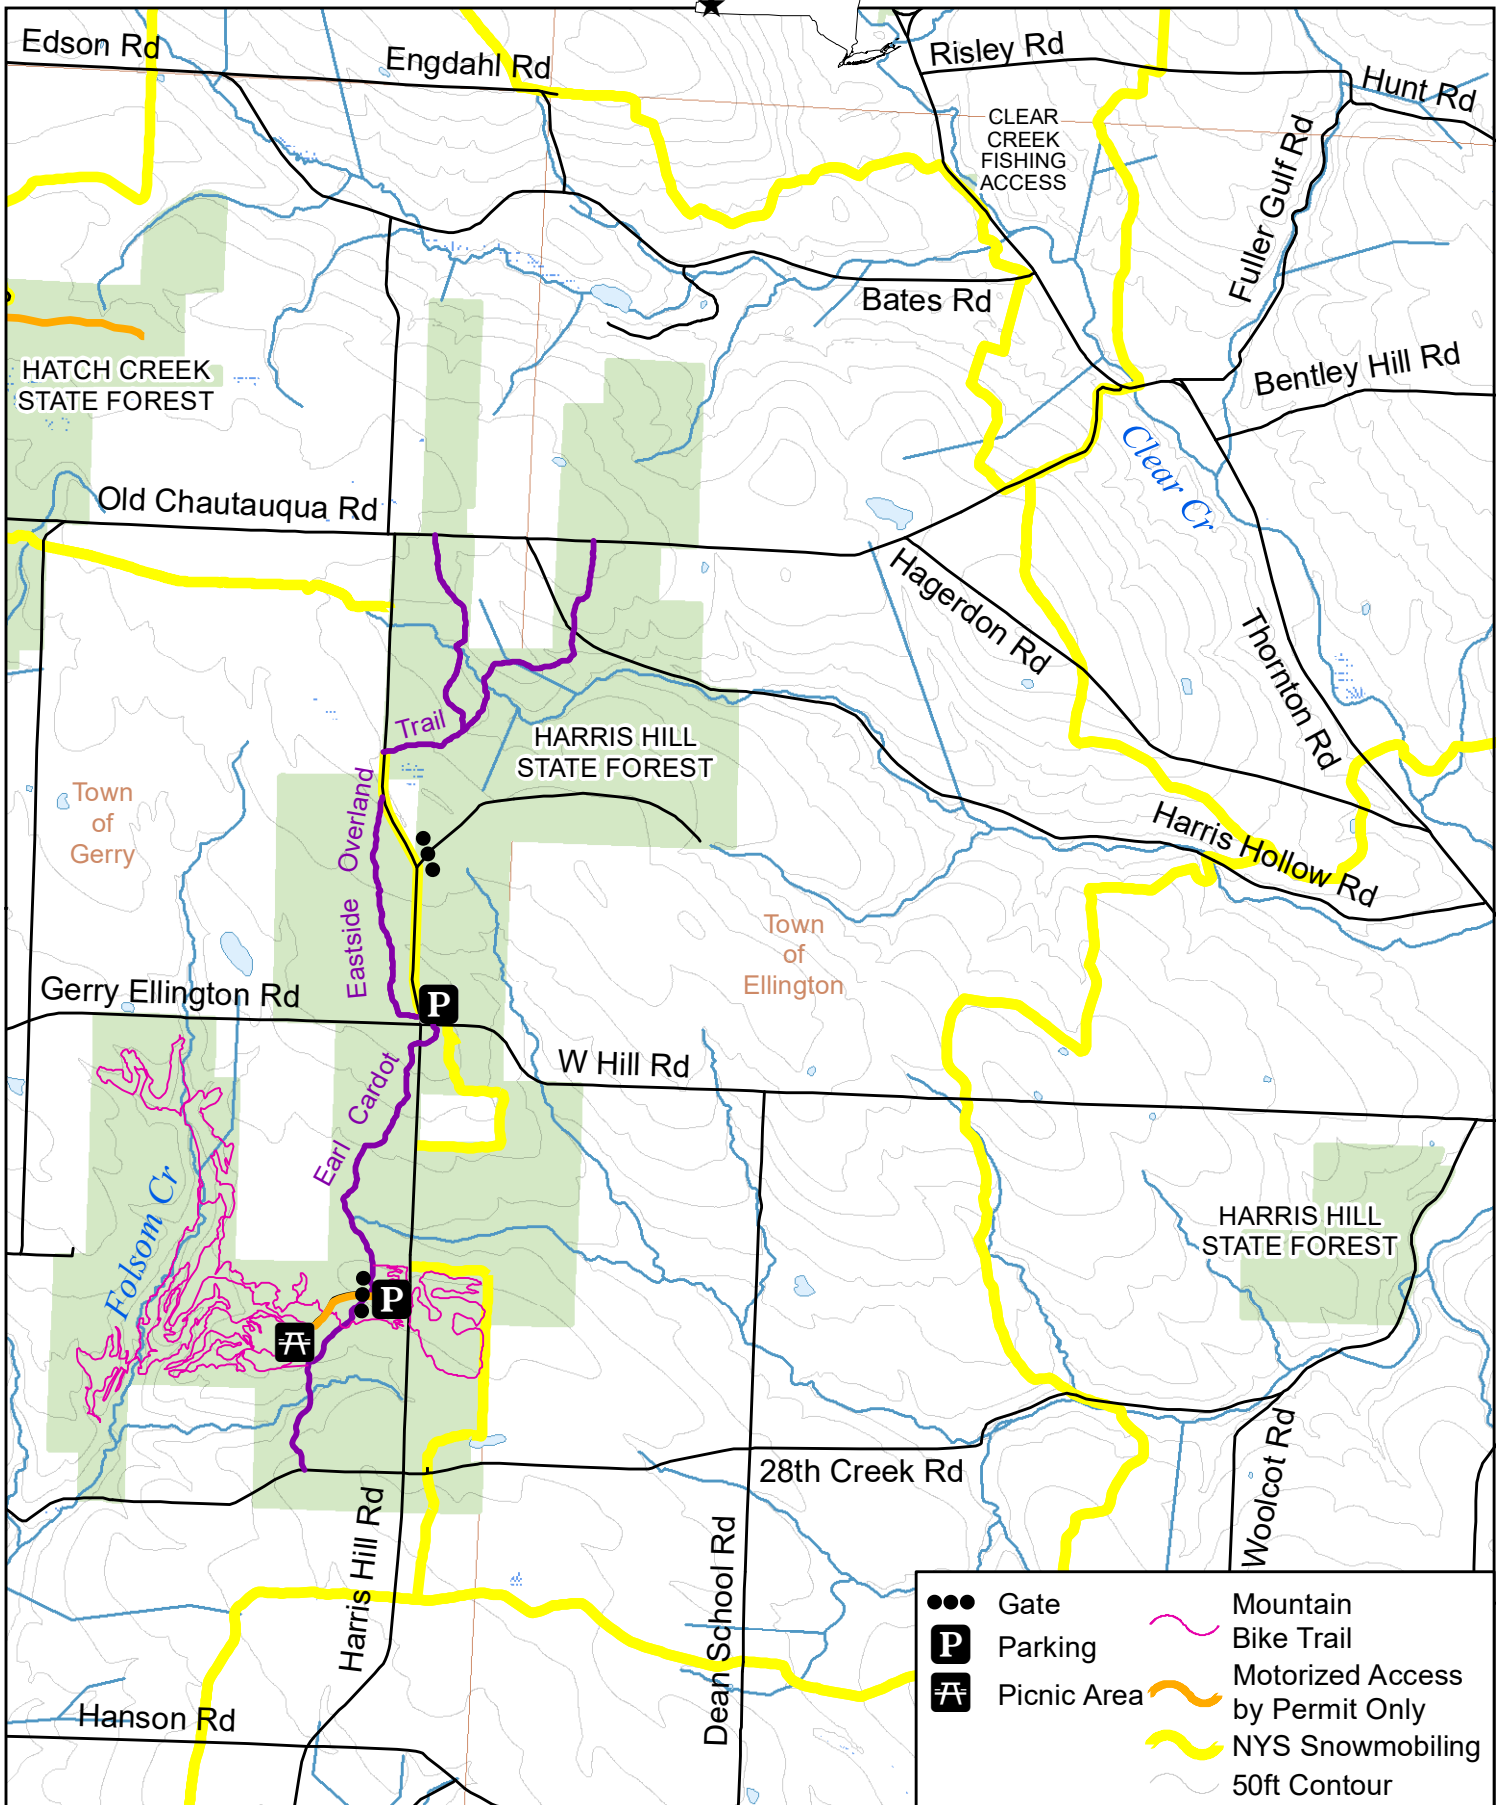 Edson Rd
Engdahl Rd
Risley Rd
Hunt Rd
CLEAR
CREEK
FISHING
ACCESS
Fuller Gulf Rd
Bates Rd
HATCH CREEK
STATE FOREST
Bentley Hill Rd
Clear Cr
Old Chautauqua Rd
Hagerdon Rd
Thornton Rd
Trail
HARRIS HILL
STATE FOREST
Town
of
Gerry
Eastside Overland
Harris Hollow Rd
Town
of
Ellington
Gerry Ellington Rd
P
W Hill Rd
Earl Cardot
Folsom Cr
HARRIS HILL
STATE FOREST
P
28th Creek Rd
Woolcot Rd
Harris Hill Rd
Dean School Rd
Hanson Rd
Gate
P Parking
Picnic Area
Mountain
Bike Trail
Motorized Access
by Permit Only
NYS Snowmobiling
50ft Contour